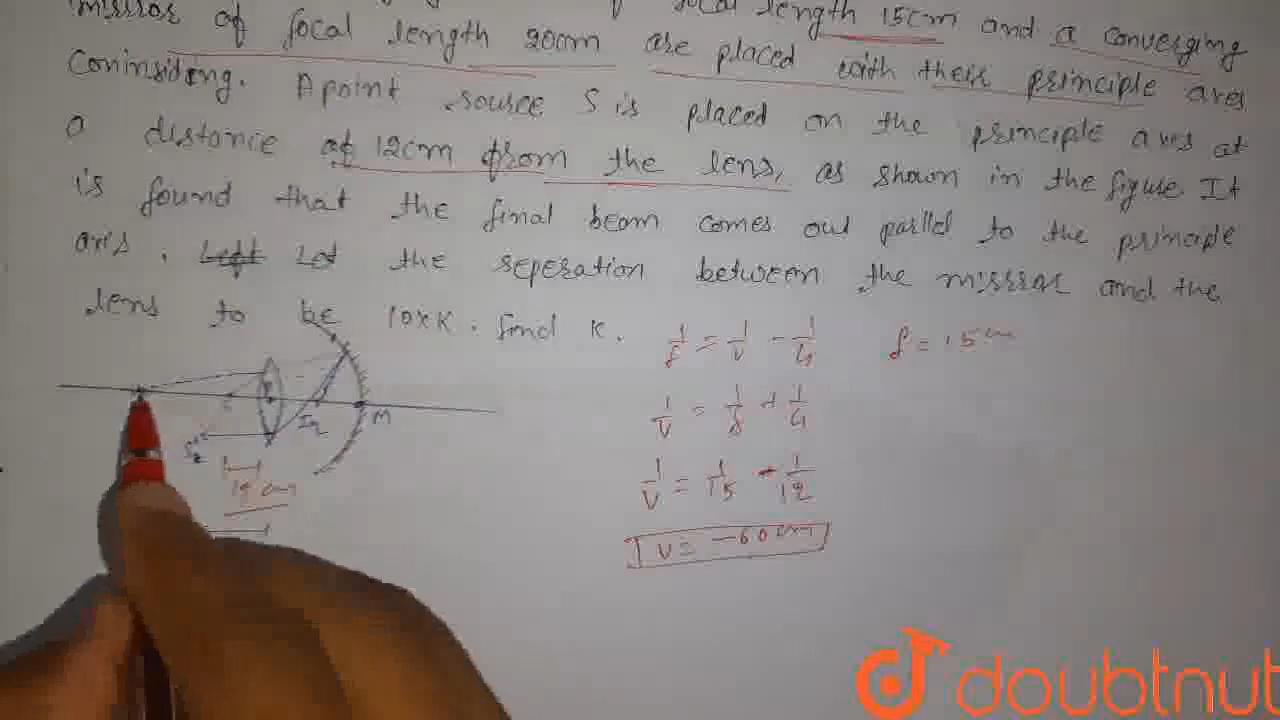 mirror of focal length 20cm are placed with their principle axes
focal length 15cm and a converging
Coninsiding. A point source S is placed on the principle axis at
a distance of 12cm from the lens, as shown in the figure. It
is found that the final beam comes out parllel to the principle
axis. Left Let the seperation between the mirror and the
lens to be 10xK. find K.
1/f = 1/v - 1/u f = 15cm
1/v = 1/f + 1/u
M
I2
S2
1/v = 1/15 - 1/12
v = -60cm
doubtnut